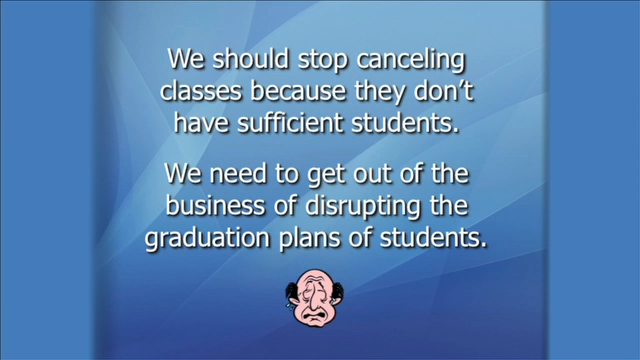 We should stop canceling
classes because they don't
have sufficient students.
We need to get out of the
business of disrupting the
graduation plans of students.